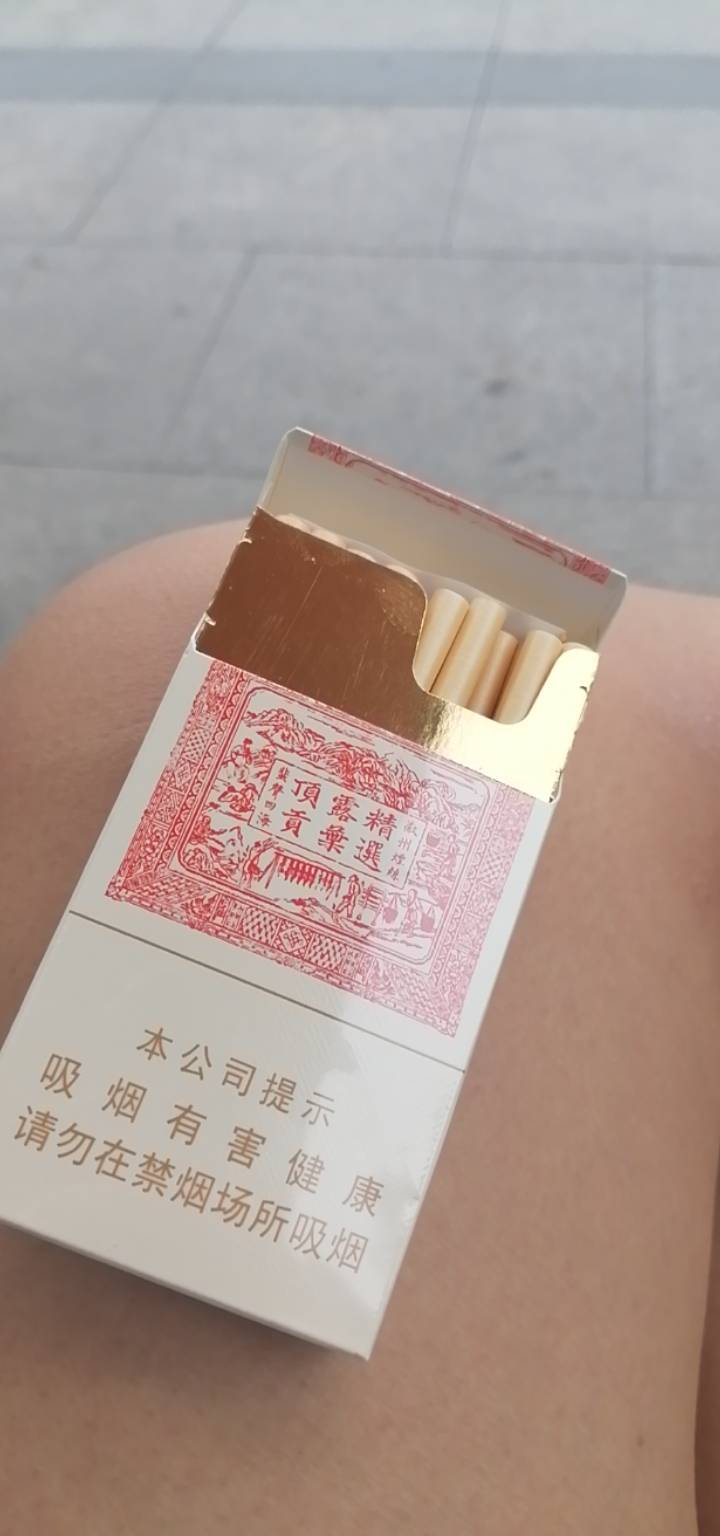 精選
露菓
頂貢
本公司提示
吸烟有害健康
请勿在禁烟场所吸烟